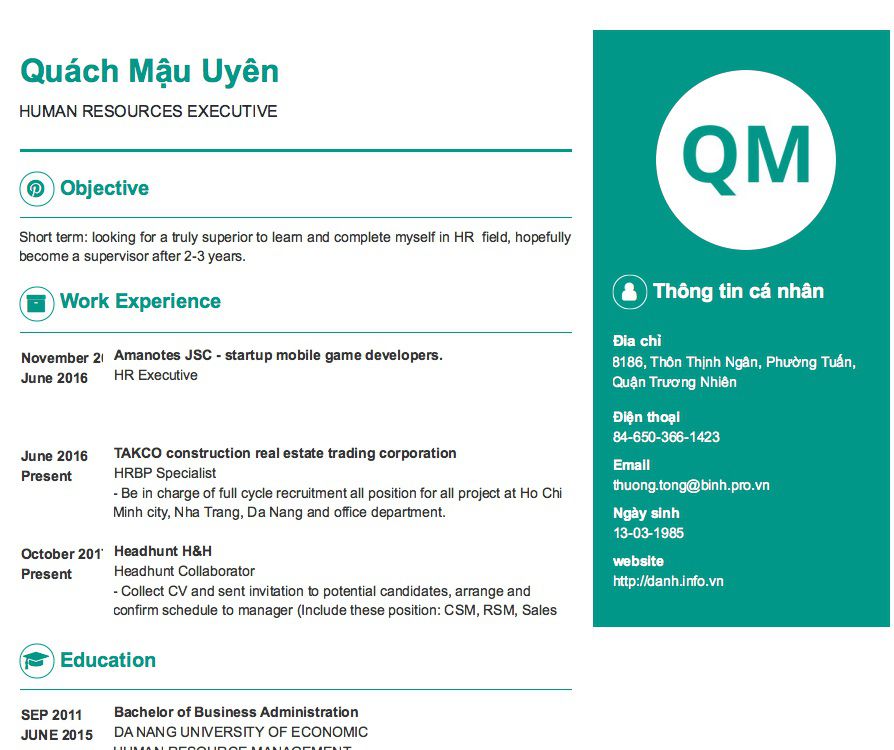 Quách Mậu Uyên
HUMAN RESOURCES EXECUTIVE
Objective
Short term: looking for a truly superior to learn and complete myself in HR field, hopefully
become a supervisor after 2-3 years.
Work Experience
November
June 2016
Amanotes JSC - startup mobile game developers.
HR Executive
June 2016
Present
TAKCO construction real estate trading corporation
HRBP Specialist
- Be in charge of full cycle recruitment all position for all project at Ho Chi
Minh city, Nha Trang, Da Nang and office department.
October
Present
Headhunt H&H
Headhunt Collaborator
- Collect CV and sent invitation to potential candidates, arrange and
confirm schedule to manager (Include these position: CSM, RSM, Sales
Education
SEP 2011
JUNE 2015
Bachelor of Business Administration
DA NANG UNIVERSITY OF ECONOMIC
HUMAN RESOURCE MANAGEMENT
QM
Thông tin cá nhân
Đia chỉ
8186, Thôn Thịnh Ngân, Phường Tuấn,
Quận Trương Nhiên
Điện thoại
84-650-366-1423
Email
thuong.tong@binh.pro.vn
Ngày sinh
13-03-1985
website
http://danh.info.vn